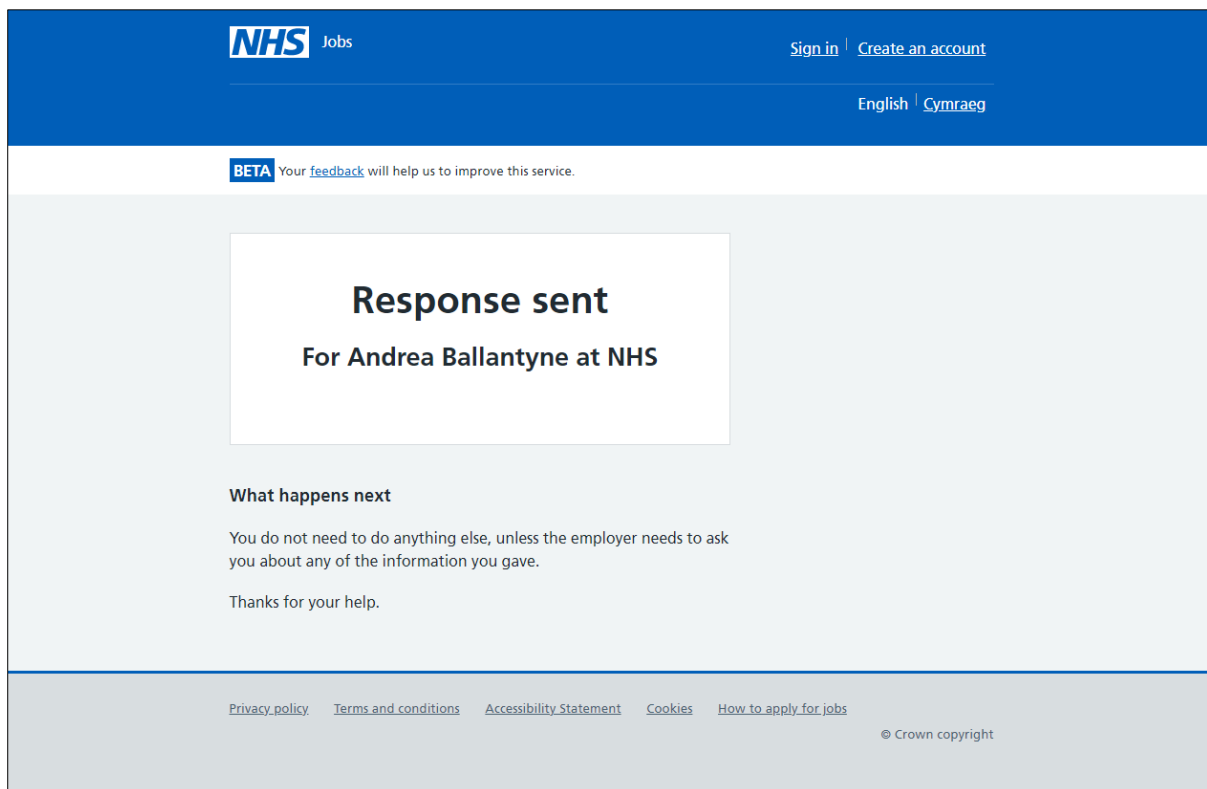 NHS Jobs
Sign in Create an account
English Cymraeg
BETA Your feedback will help us to improve this service.
Response sent
For Andrea Ballantyne at NHS
What happens next
You do not need to do anything else, unless the employer needs to ask
you about any of the information you gave.
Thanks for your help.
Privacy policy Terms and conditions Accessibility Statement Cookies How to apply for jobs
© Crown copyright